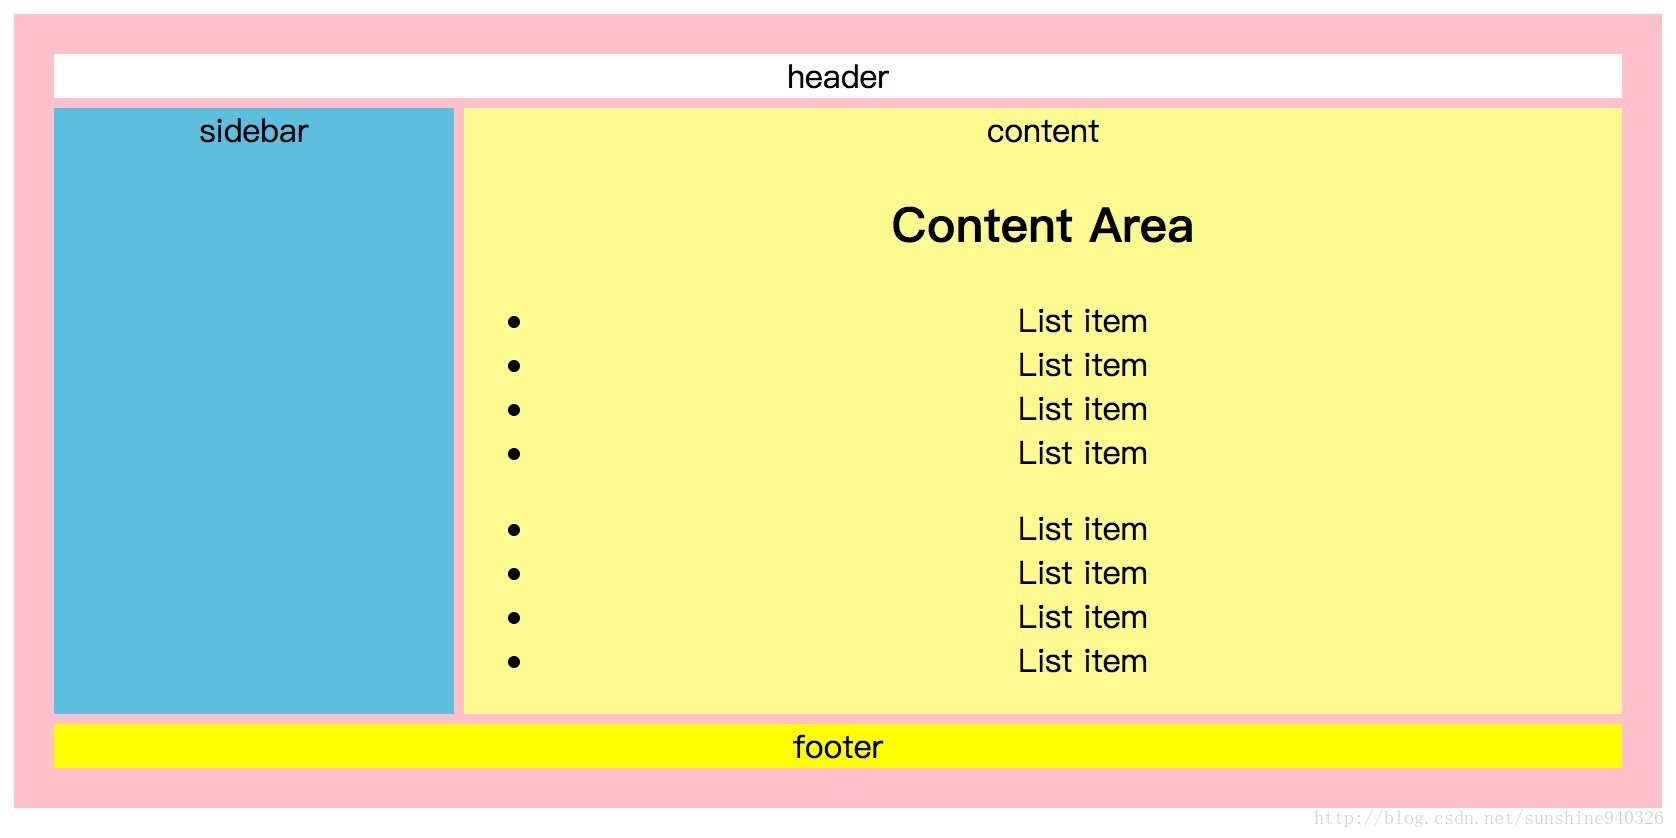 header
sidebar
content
Content Area
• List item
• List item
• List item
• List item
• List item
• List item
• List item
• List item
footer
http://blog.csdn.net/sunshine940326